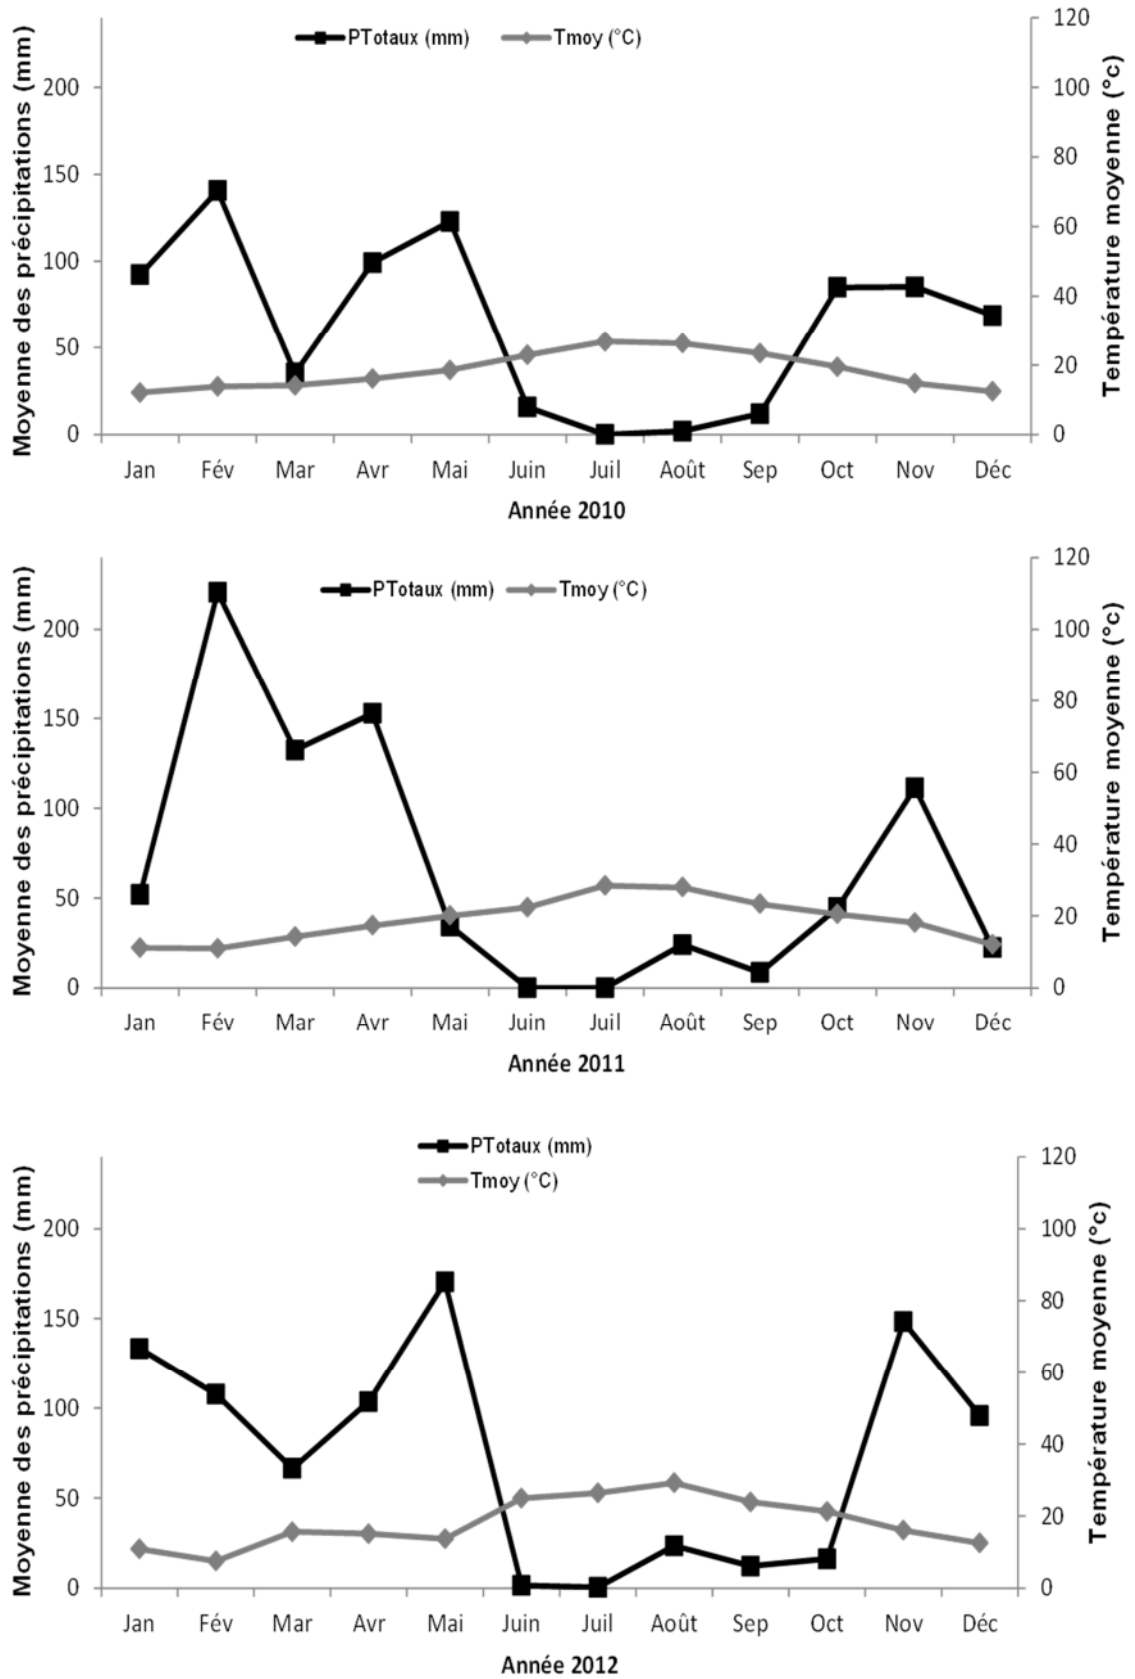 PTotaux (mm) Tmoy (°C)
Moyenne des précipitations (mm)
200
150
100
50
0
120
100
80
60
40
20
0
Température moyenne (°c)
Jan Fév Mar Avr Mai Juin Juil Août Sep Oct Nov Déc
Année 2010
PTotaux (mm) Tmoy (°C)
Moyenne des précipitations (mm)
200
150
100
50
0
120
100
80
60
40
20
0
Température moyenne (°c)
Jan Fév Mar Avr Mai Juin Juil Août Sep Oct Nov Déc
Année 2011
PTotaux (mm)
Tmoy (°C)
Moyenne des précipitations (mm)
200
150
100
50
0
120
100
80
60
40
20
0
Température moyenne (°c)
Jan Fév Mar Avr Mai Juin Juil Août Sep Oct Nov Déc
Année 2012